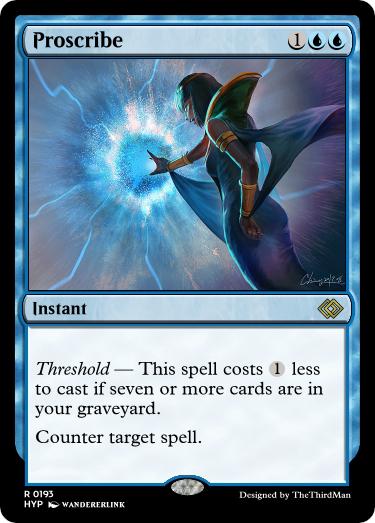 Proscribe 1
Instant
Threshold — This spell costs 1 less
to cast if seven or more cards are in
your graveyard.
Counter target spell.
R 0193
HYP WANDERERLINK
Designed by TheThirdMan